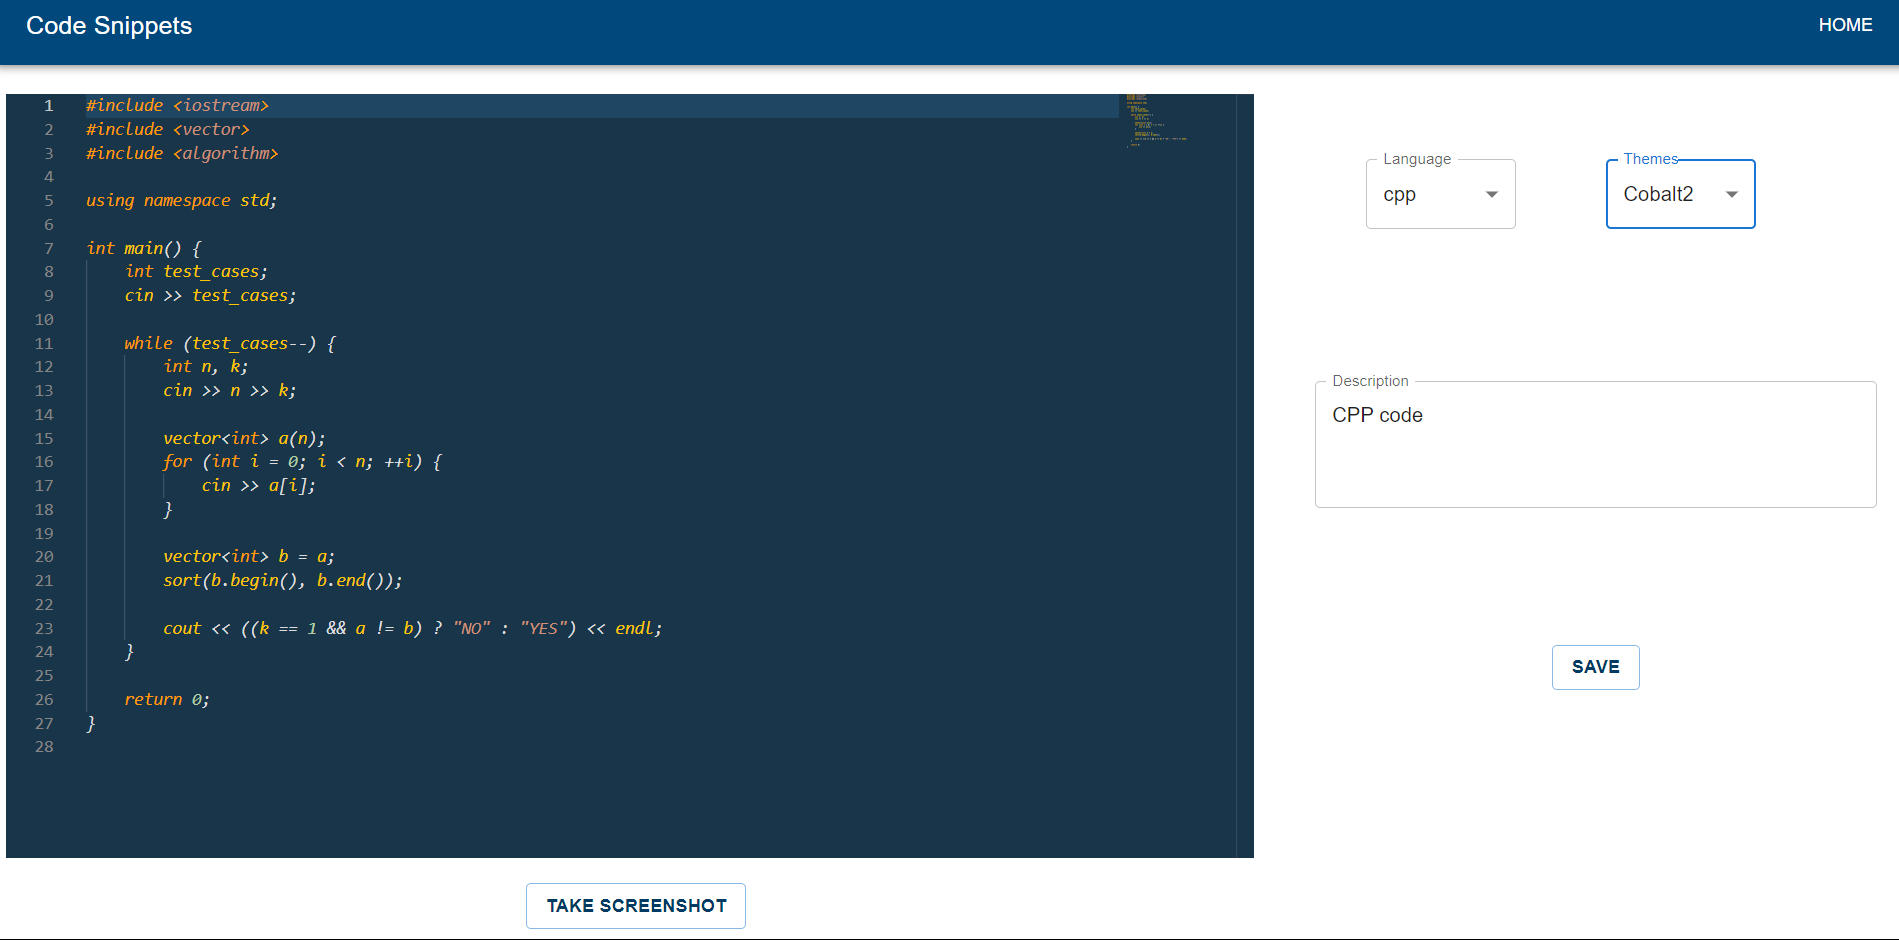 Code Snippets
HOME
1 #include <iostream>
2 #include <vector>
3 #include <algorithm>
4
5 using namespace std;
6
7 int main() {
8     int test_cases;
9     cin >> test_cases;
10
11     while (test_cases--) {
12         int n, k;
13         cin >> n >> k;
14
15         vector<int> a(n);
16         for (int i = 0; i < n; ++i) {
17             cin >> a[i];
18         }
19
20         vector<int> b = a;
21         sort(b.begin(), b.end());
22
23         cout << ((k == 1 && a != b) ? "NO" : "YES") << endl;
24     }
25
26     return 0;
27 }
28
TAKE SCREENSHOT
Language
cpp
Themes
Cobalt2
Description
CPP code
SAVE